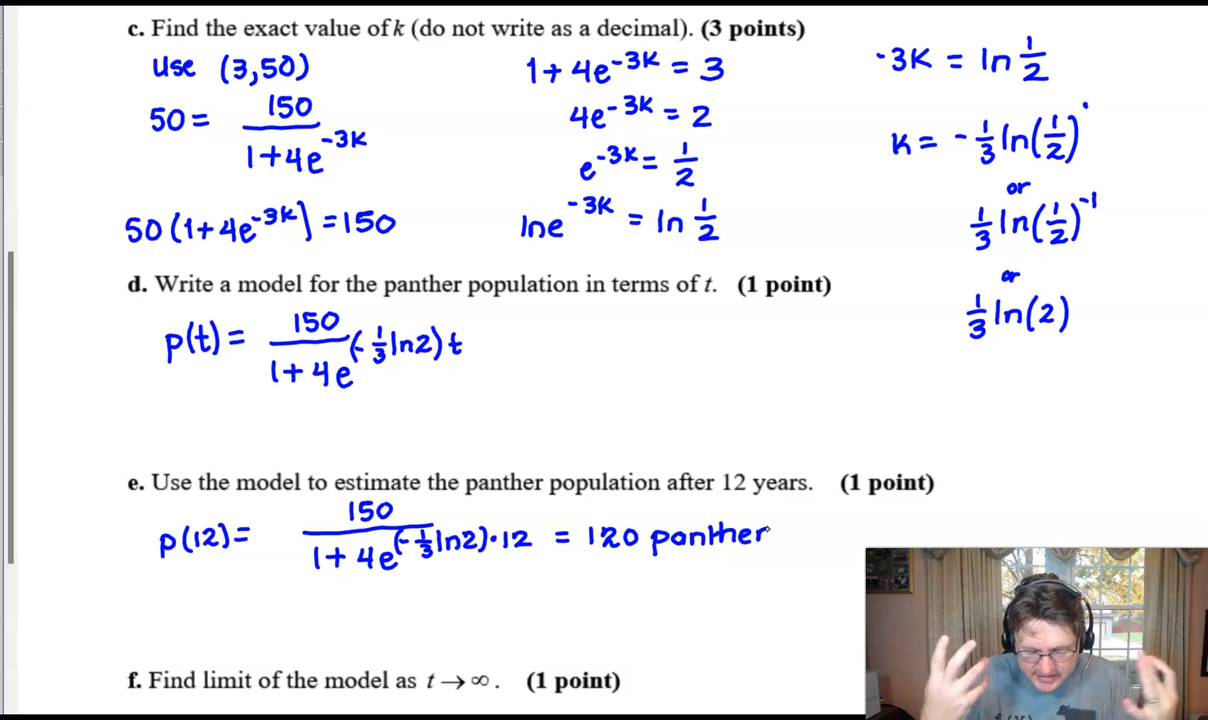 c. Find the exact value of k (do not write as a decimal). (3 points)
use (3,50)
50 = 150 / 1+4e^-3K
50(1+4e^-3k) = 150
1+4e^-3K = 3
4e^-3K = 2
e^-3K = 1/2
lne^-3K = ln 1/2
-3K = ln 1/2
K = -1/3 ln(1/2)
or
1/3 ln(1/2)^-1
or
1/3 ln(2)
d. Write a model for the panther population in terms of t. (1 point)
P(t) = 150 / 1+4e^(-1/3 ln2)t
e. Use the model to estimate the panther population after 12 years. (1 point)
P(12) = 150 / 1+4e^(-1/3 ln2)·12 = 120 panther
f. Find limit of the model as t → ∞. (1 point)